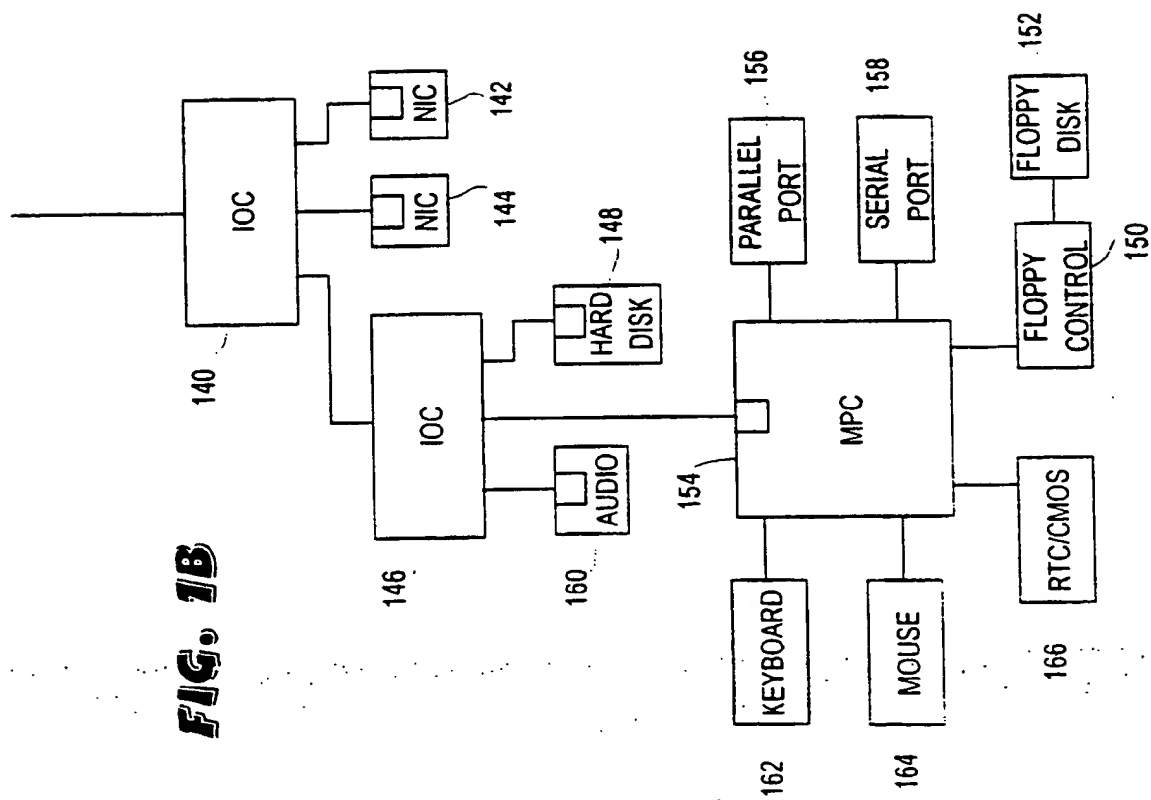 FIG. 1B
140
IOC
NIC
142
NIC
144
146
IOC
HARD
DISK
148
AUDIO
160
154
MPC
PARALLEL
PORT
156
SERIAL
PORT
158
KEYBOARD
162
MOUSE
164
RTC/CMOS
166
FLOPPY
CONTROL
150
FLOPPY
DISK
152